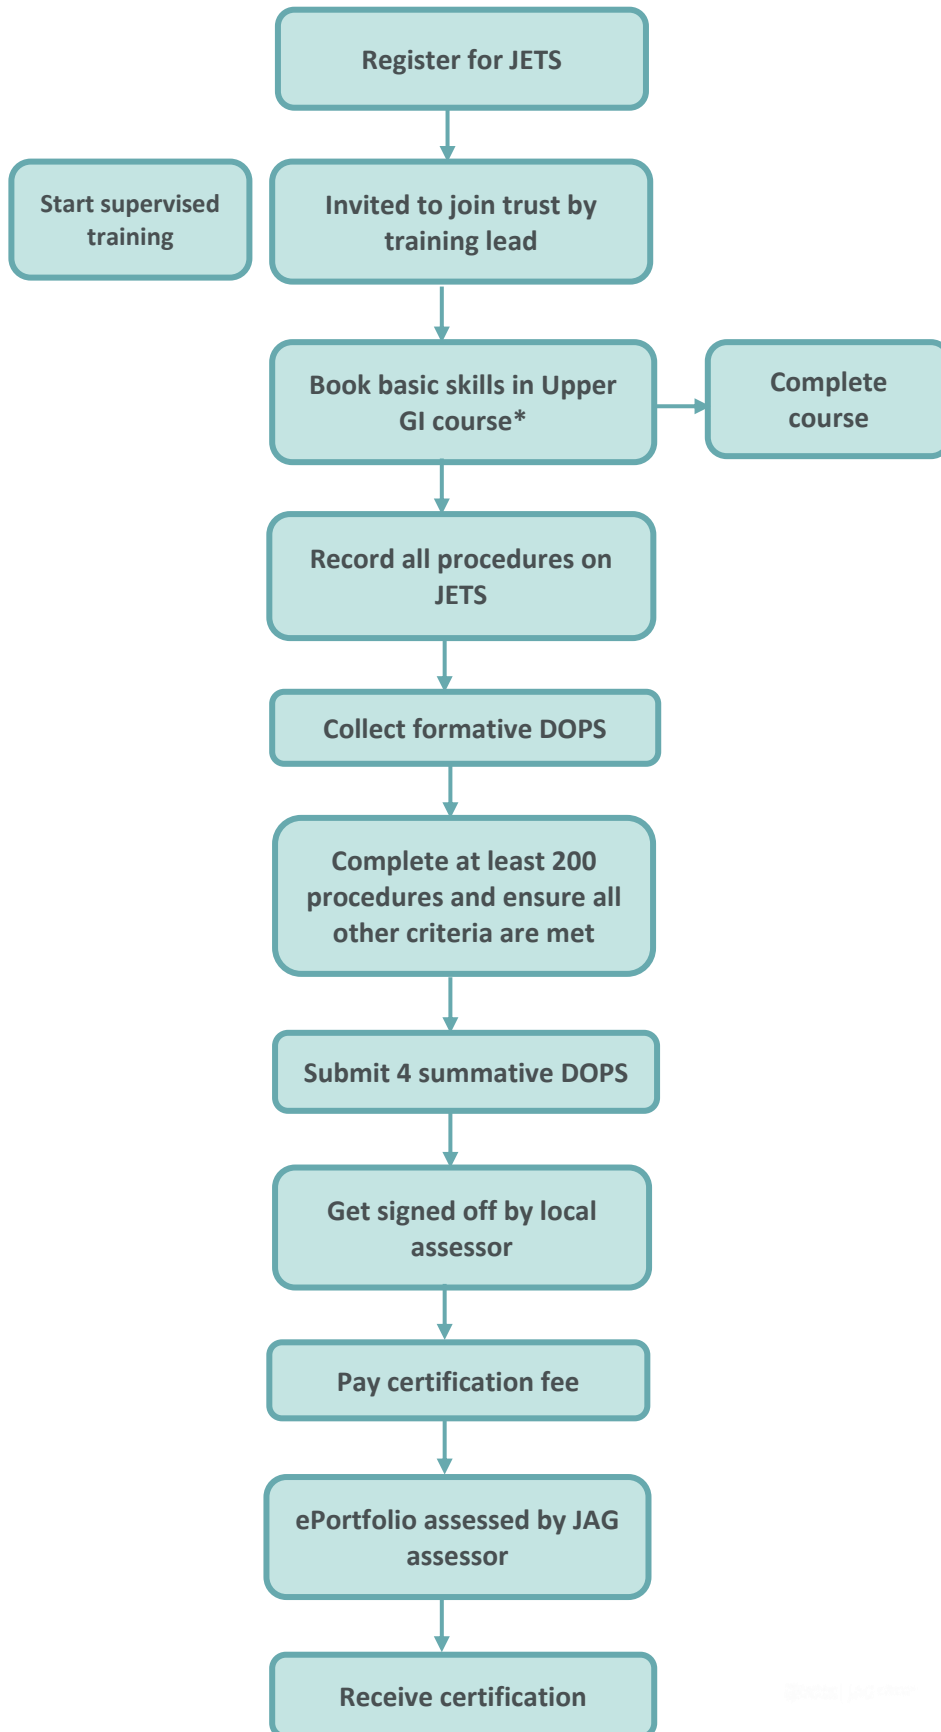 Register for JETS
Start supervised
training
Invited to join trust by
training lead
Book basic skills in Upper
GI course*
Complete
course
Record all procedures on
JETS
Collect formative DOPS
Complete at least 200
procedures and ensure all
other criteria are met
Submit 4 summative DOPS
Get signed off by local
assessor
Pay certification fee
ePortfolio assessed by JAG
assessor
Receive certification